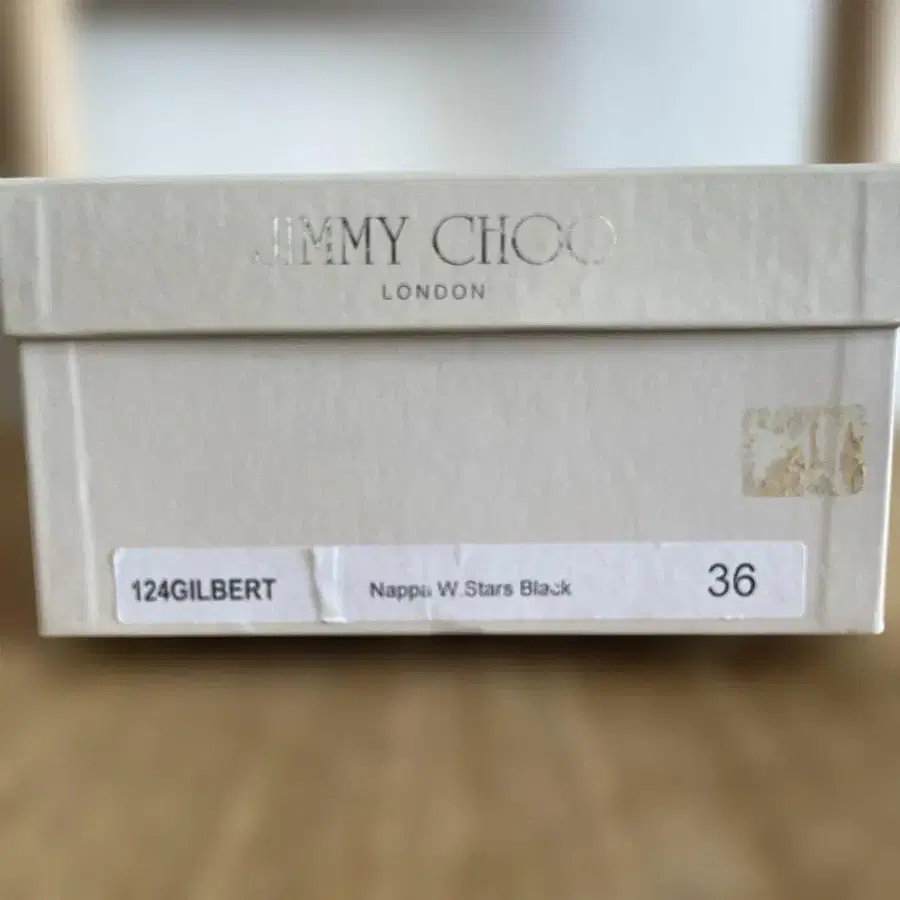 JIMMY CHOO
LONDON
124GILBERT Nappa W.Stars Black 36